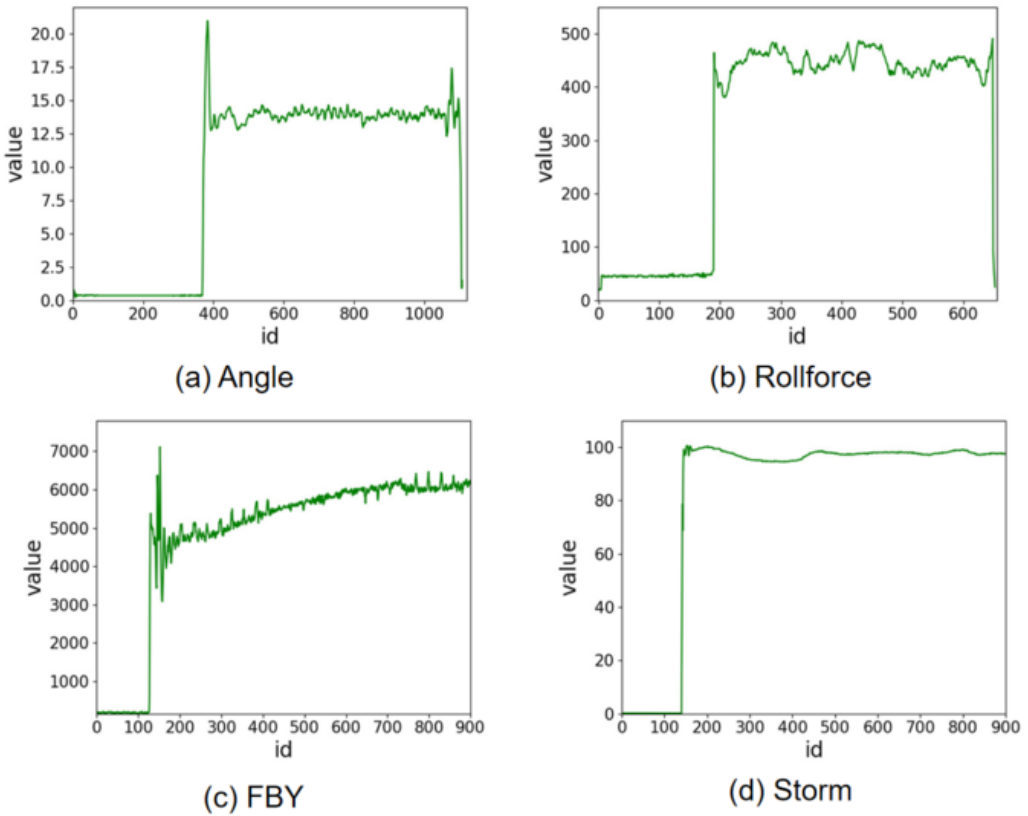 20.0
17.5
15.0
12.5
10.0
7.5
5.0
2.5
0.0
value
0 200 400 600 800 1000
id
(a) Angle
500
400
300
200
100
0
value
0 100 200 300 400 500 600
id
(b) Rollforce
7000
6000
5000
4000
3000
2000
1000
value
0 100 200 300 400 500 600 700 800 900
id
(c) FBY
100
80
60
40
20
0
value
0 100 200 300 400 500 600 700 800 900
id
(d) Storm